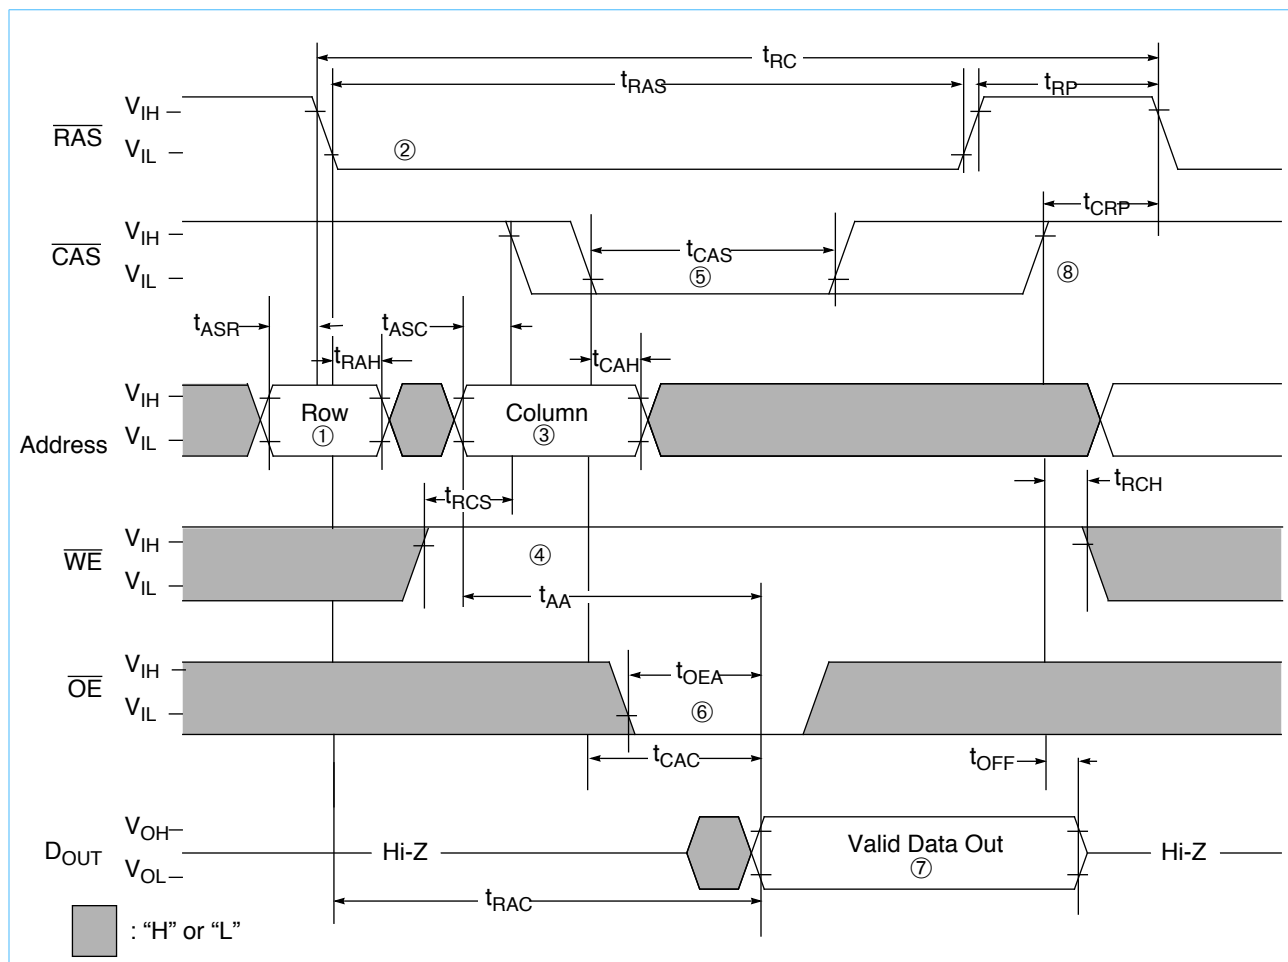 tRC
tRAS
tRP
RAS
VIH
VIL
②
tCRP
CAS
VIH
VIL
tCAS
⑤
⑧
tASR
tASC
tRAH
tCAH
Address
VIH
VIL
Row
①
Column
③
tRCS
tRCH
WE
VIH
VIL
④
tAA
OE
VIH
VIL
tOEA
⑥
tCAC
tOFF
DOUT
VOH
VOL
Hi-Z
Valid Data Out
⑦
Hi-Z
tRAC
: “H” or “L”